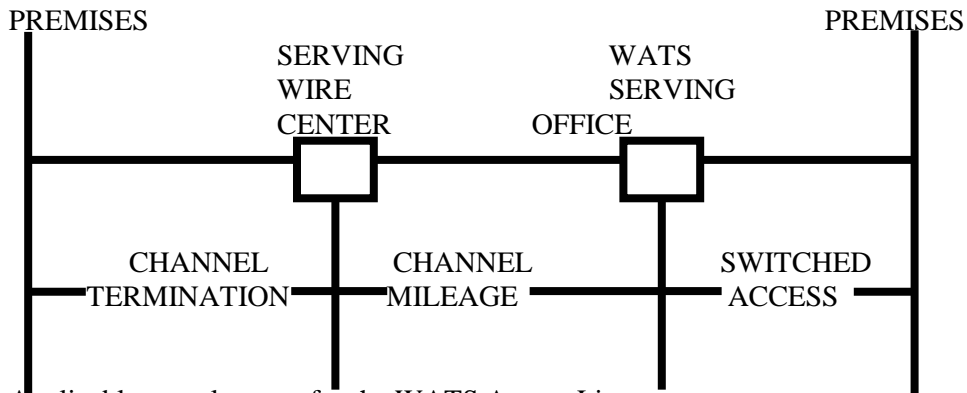 PREMISES PREMISES
SERVING WATS
WIRE SERVING
CENTER OFFICE
CHANNEL CHANNEL SWITCHED
TERMINATION MILEAGE ACCESS